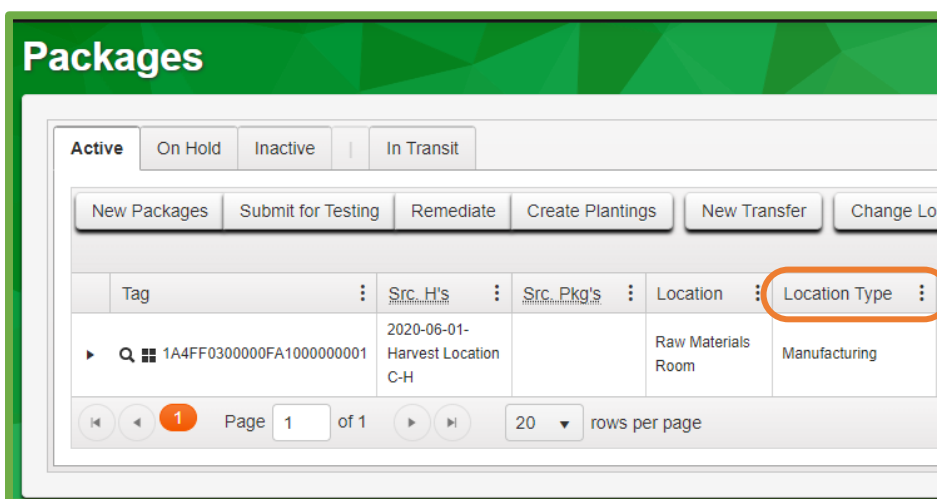 Packages
Active On Hold Inactive | In Transit
New Packages Submit for Testing Remediate Create Plantings New Transfer Change Lo
Tag Src. H's Src. Pkg's Location Location Type
1A4FF0300000FA1000000001 2020-06-01-
Harvest Location
C-H Raw Materials
Room Manufacturing
1 Page 1 of 1 20 rows per page